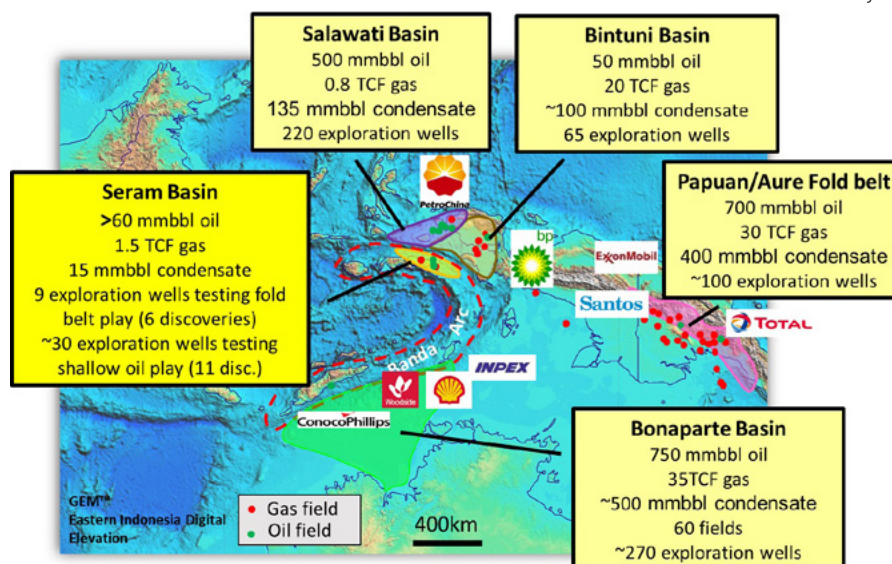 Salawati Basin
500 mmbbl oil
0.8 TCF gas
135 mmbbl condensate
220 exploration wells
Bintuni Basin
50 mmbbl oil
20 TCF gas
~100 mmbbl condensate
65 exploration wells
Seram Basin
>60 mmbbl oil
1.5 TCF gas
15 mmbbl condensate
9 exploration wells testing fold
belt play (6 discoveries)
~30 exploration wells testing
shallow oil play (11 disc.)
Papuan/Aure Fold belt
700 mmbbl oil
30 TCF gas
400 mmbbl condensate
~100 exploration wells
PetroChina
bp
ExxonMobil
Santos
TOTAL
Banda Arc
Woodside
INPEX
ConocoPhillips
Bonaparte Basin
750 mmbbl oil
35TCF gas
~500 mmbbl condensate
60 fields
~270 exploration wells
GEM™
Eastern Indonesia Digital
Elevation
Gas field
Oil field
400km